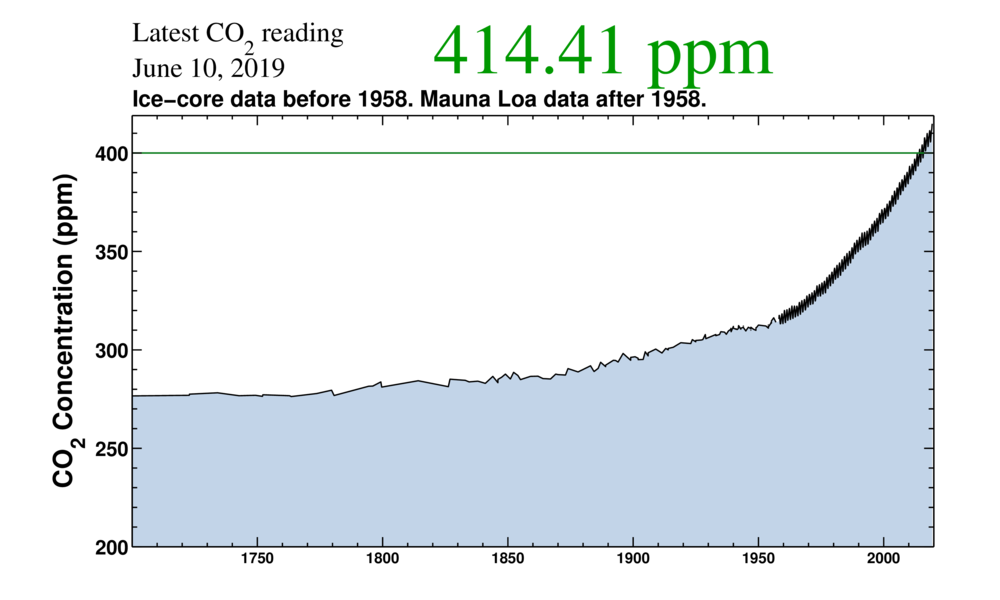 Latest CO2 reading
June 10, 2019
414.41 ppm
Ice-core data before 1958. Mauna Loa data after 1958.
CO2 Concentration (ppm)
400
350
300
250
200
1750
1800
1850
1900
1950
2000